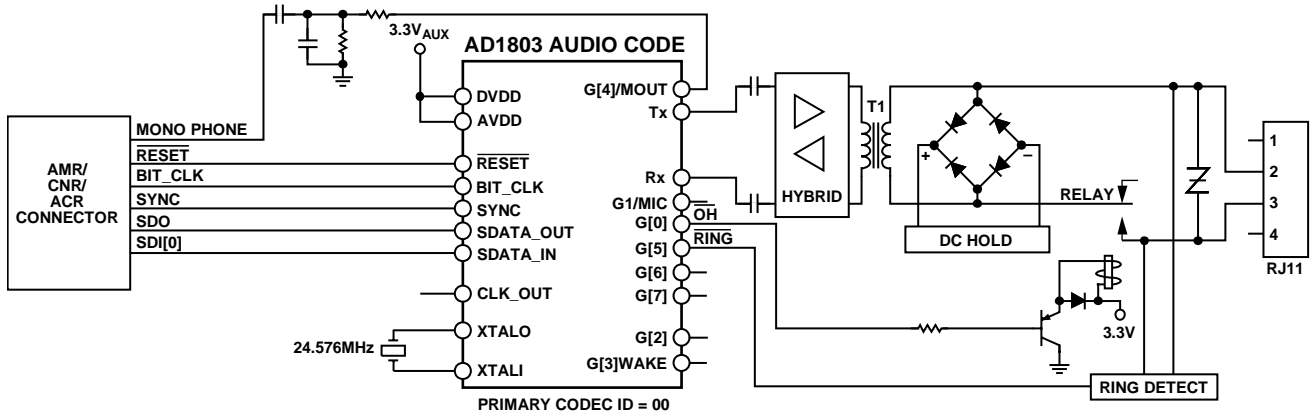 3.3VAUX
AD1803 AUDIO CODE
MONO PHONE
RESET
BIT_CLK
SYNC
SDO
SDI[0]
AMR/
CNR/
ACR
CONNECTOR
DVDD
AVDD
RESET
BIT_CLK
SYNC
SDATA_OUT
SDATA_IN
CLK_OUT
XTALO
XTALI
24.576MHz
G[4]/MOUT
Tx
Rx
G1/MIC
G[0]
OH
G[5]
RING
G[6]
G[7]
G[2]
G[3]WAKE
PRIMARY CODEC ID = 00
HYBRID
T1
+
–
DC HOLD
RELAY
3.3V
RING DETECT
1
2
3
4
RJ11